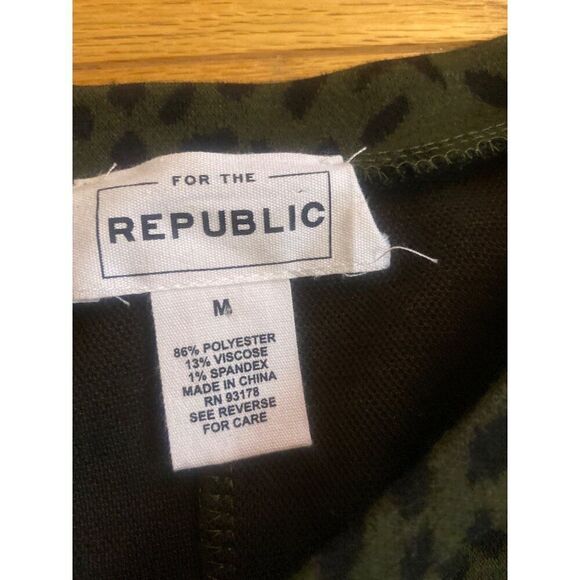 FOR THE
REPUBLIC
M
86% POLYESTER
13% VISCOSE
1% SPANDEX
MADE IN CHINA
RN 93178
SEE REVERSE
FOR CARE